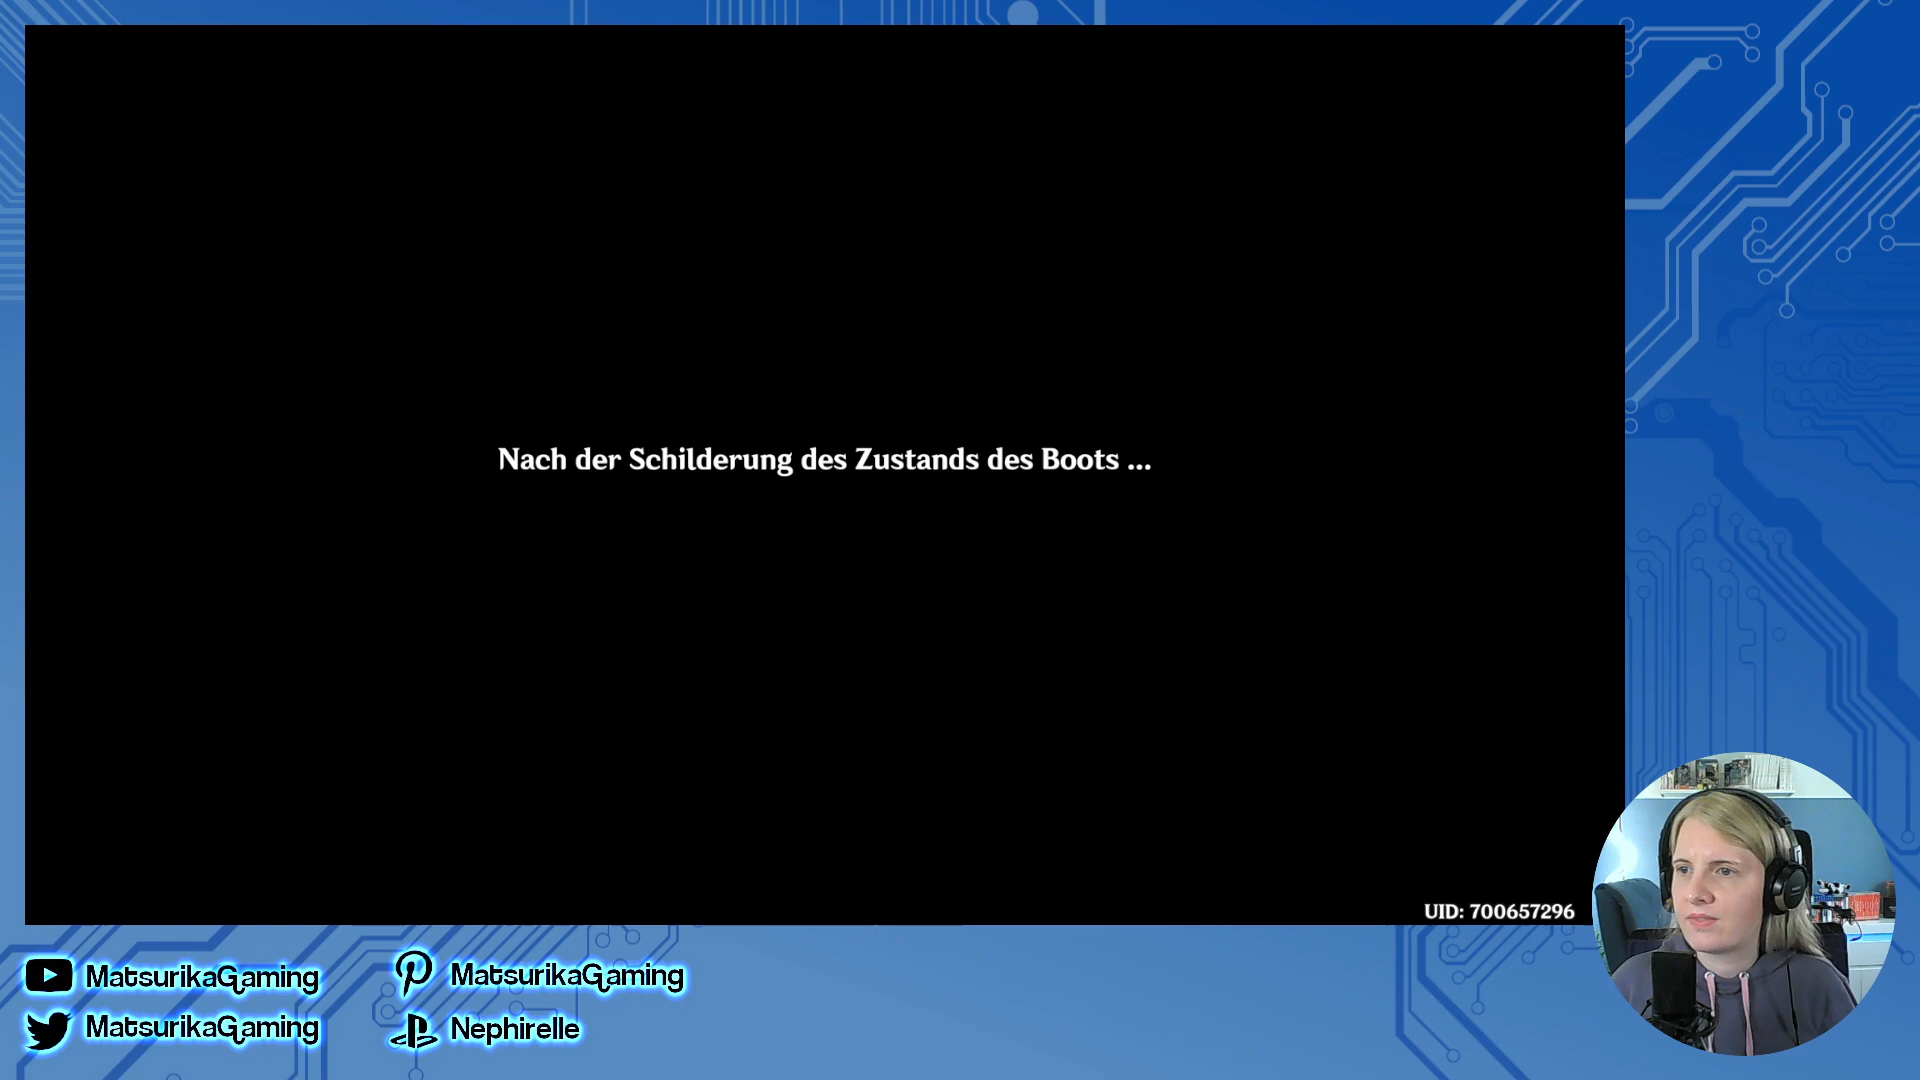 Nach der Schilderung des Zustands des Boots ...
UID: 700657296
MatsurikaGaming
MatsurikaGaming
MatsurikaGaming
Nephirelle